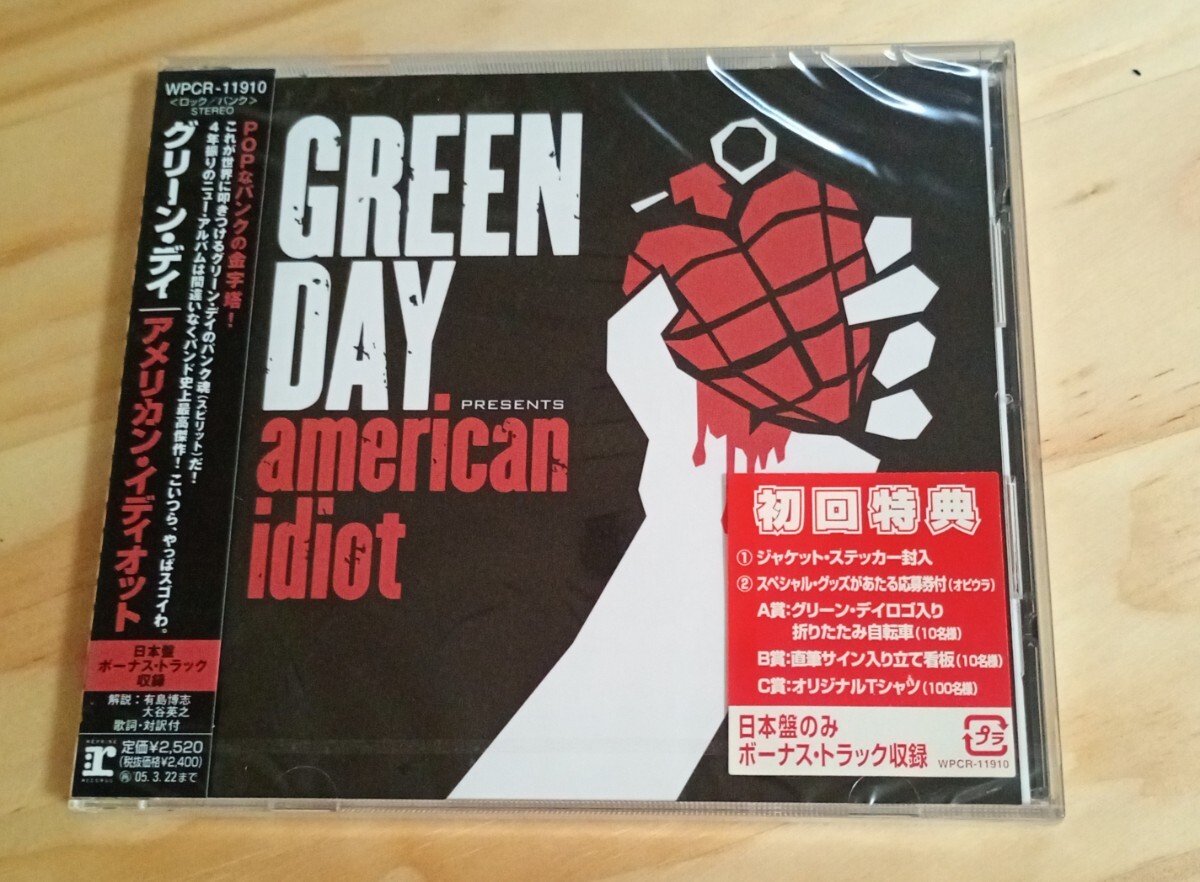 WPCR-11910
<ロック/パンク>
STEREO
POPなパンクの金字塔!
これが世界に叩きつけるグリーン・デイのパンク魂(スピリット)だ!
4年振りのニュー・アルバムは間違いなくバンド史上最高傑作! こいつら、やっぱスゴイわ。
グリーン・デイ
アメリカン・イディオット
日本盤
ボーナス・トラック
収録
解説:有島博志
大谷英之
歌詞・対訳付
REPRISE
r
RECORDS
定価¥2,520
(税抜価格¥2,400)
再 '05.3.22まで
GREEN
DAY
PRESENTS
american
idiot
初回特典
① ジャケット・ステッカー封入
② スペシャル・グッズがあたる応募券付(オビウラ)
A賞:グリーン・デイロゴ入り
折りたたみ自転車(10名様)
B賞:直筆サイン入り立て看板(10名様)
C賞:オリジナルTシャツ(100名様)
日本盤のみ
ボーナス・トラック収録
プラ
WPCR-11910